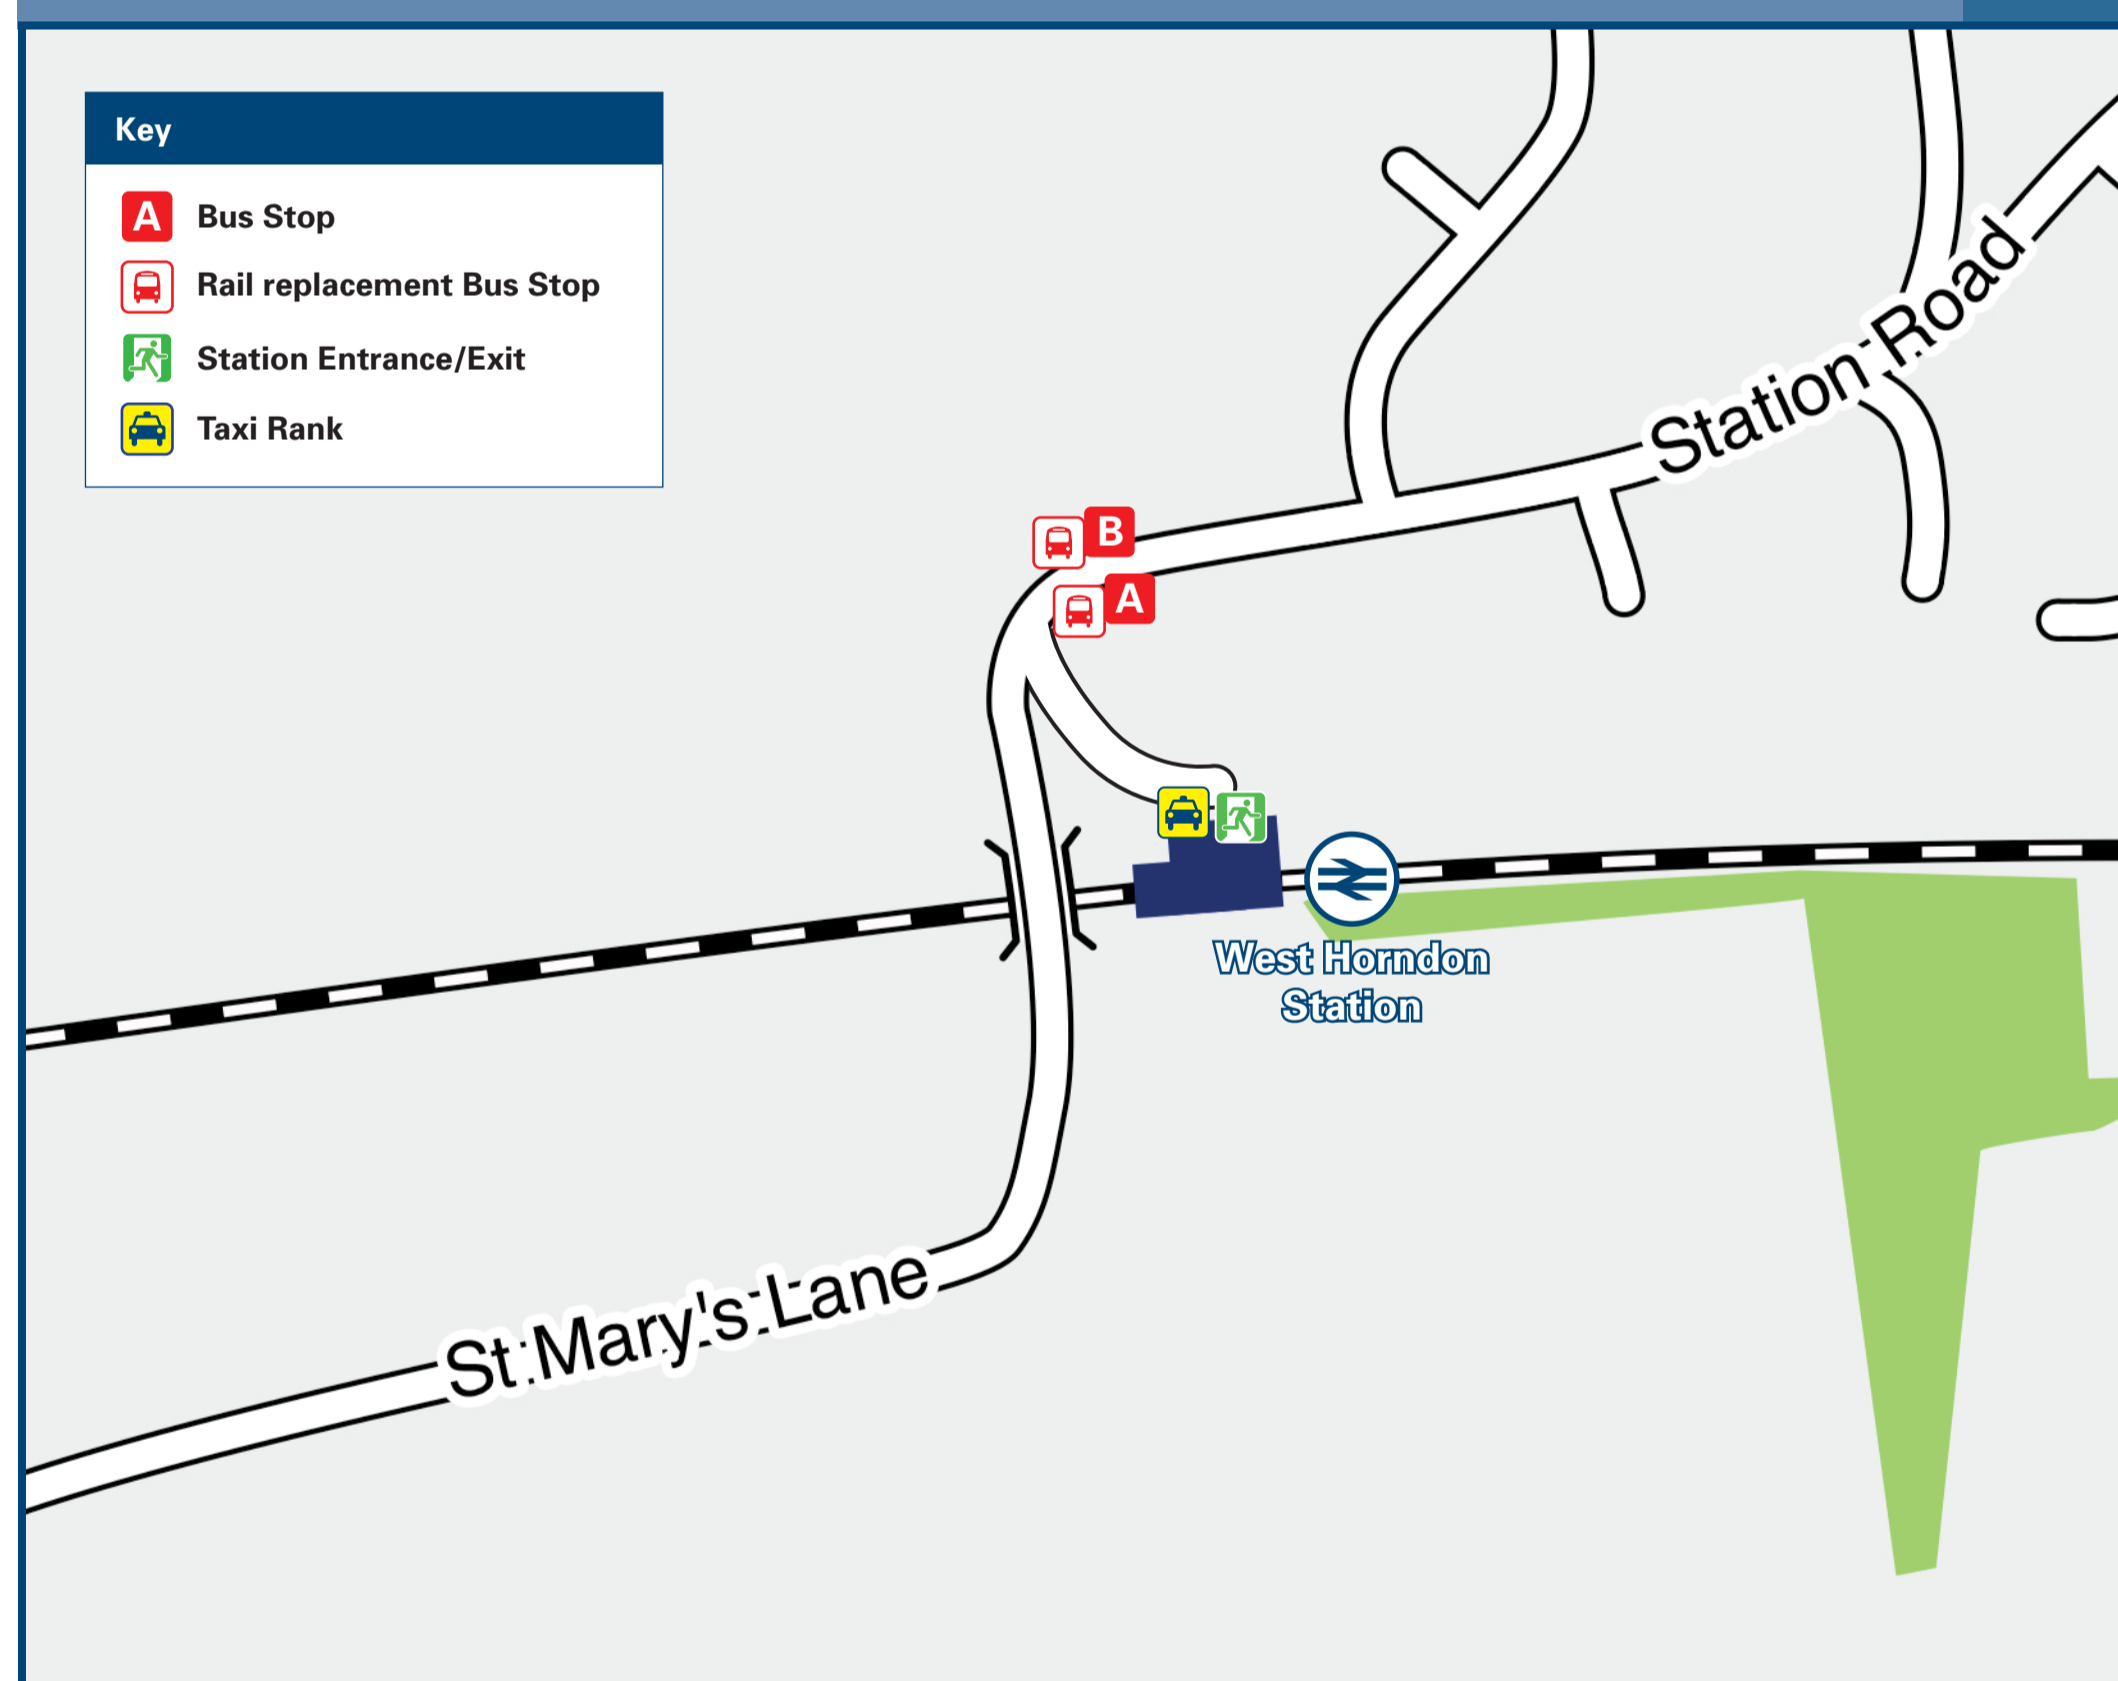 Key
A Bus Stop
Rail replacement Bus Stop
Station Entrance/Exit
Taxi Rank
Station Road
B
A
West Horndon
Station
St Mary's Lane